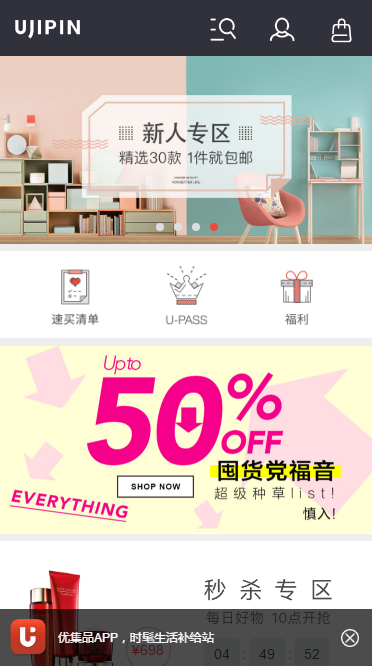 UJIPIN
新人专区
精选30款 1件就包邮
速买清单
U-PASS
福利
Up to
50%
OFF
囤货党福音
SHOP NOW
超级种草list!
EVERYTHING
慎入!
秒杀专区
每日好物 10点开抢
优集品APP，时髦生活补给站
¥698
04 : 49 : 52